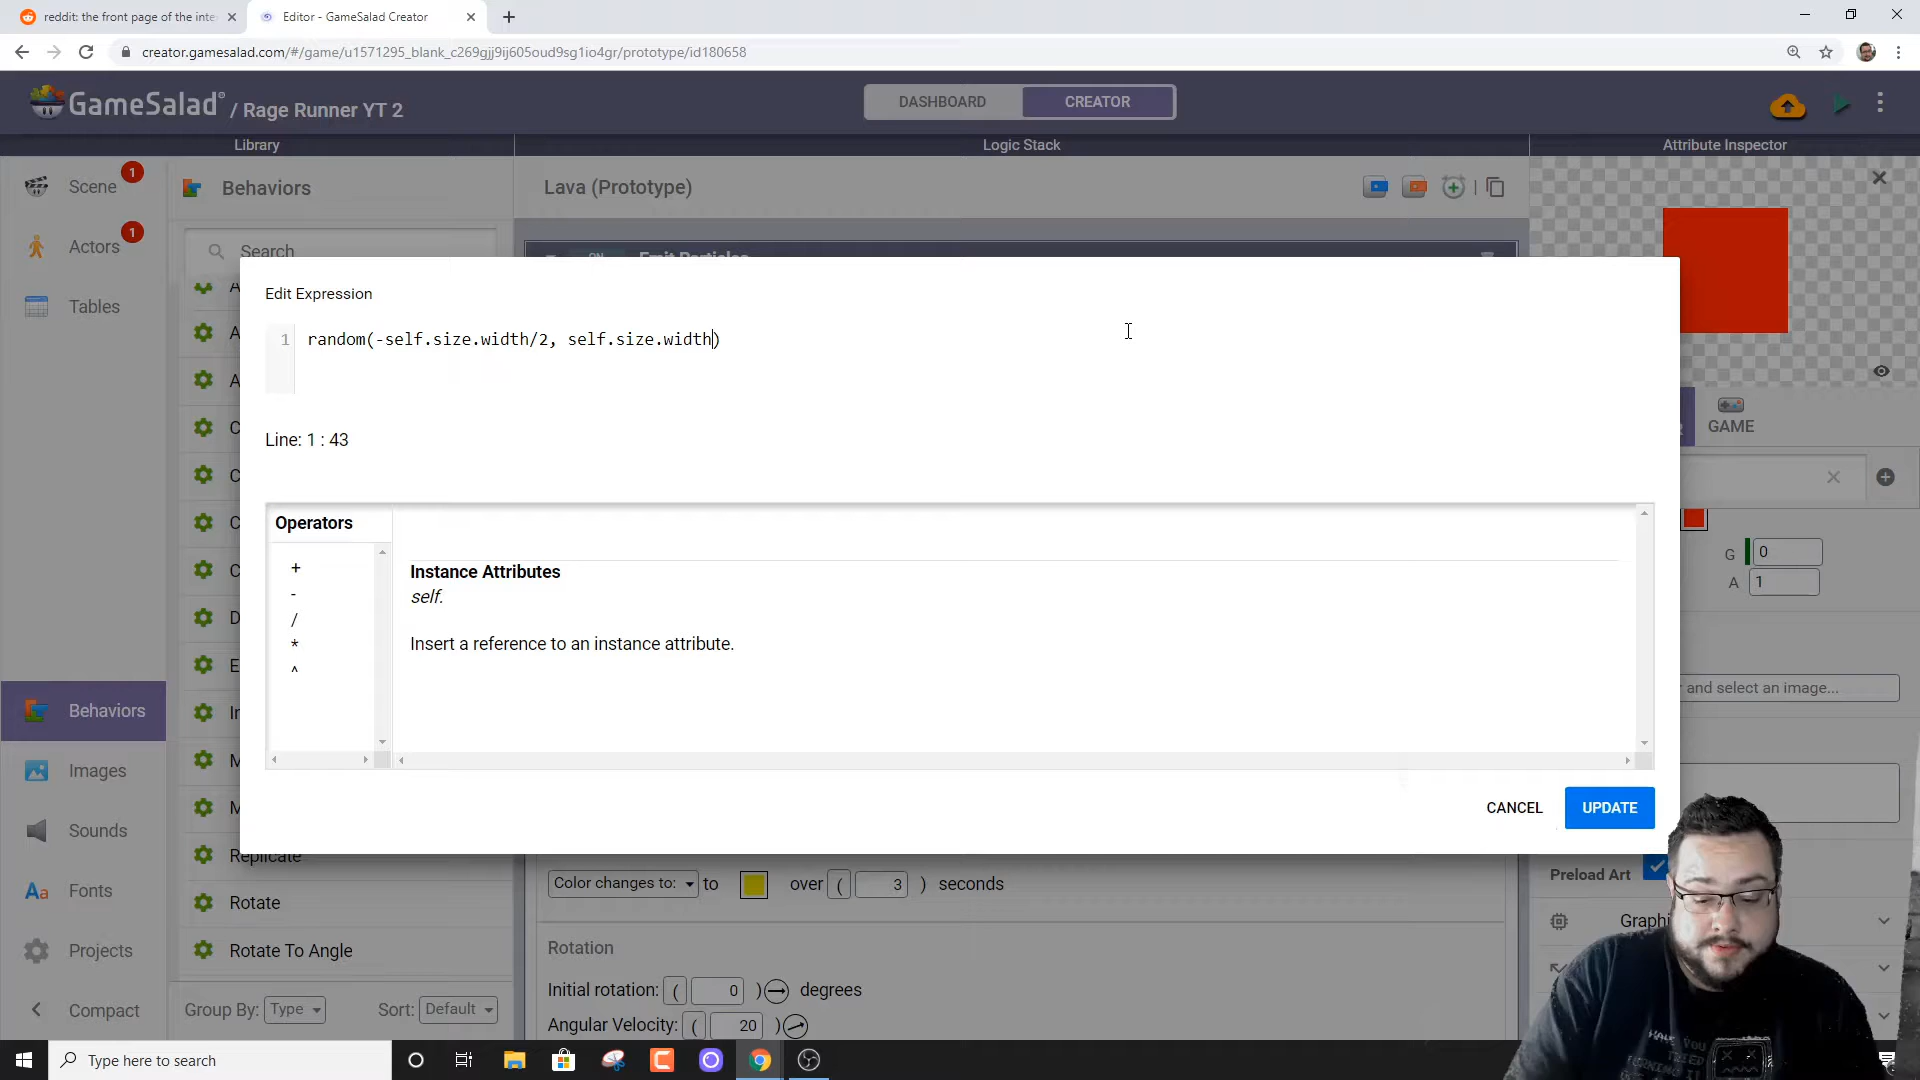 reddit: the front page of the inte
Editor - GameSalad Creator
creator.gamesalad.com/#/game/u1571295_blank_c269gjj9ij605oud9sg1io4gr/prototype/id180658
GameSalad / Rage Runner YT 2
DASHBOARD
CREATOR
Library
Logic Stack
Attribute Inspector
Scene
1
Behaviors
Lava (Prototype)
Actors
1
Search
ON
Emit Particles
Tables
Edit Expression
1
random(-self.size.width/2, self.size.width)
Line: 1 : 43
GAME
Operators
+
-
/
*
^
Instance Attributes
self.
Insert a reference to an instance attribute.
G
0
A
1
and select an image...
Behaviors
Images
Sounds
CANCEL
UPDATE
Replicate
Fonts
Color changes to:
to
over
(
3
)
seconds
Preload Art
Rotate
Graphi
Projects
Rotate To Angle
Rotation
Initial rotation:
(
0
)
degrees
Compact
Group By:
Type
Sort:
Default
Angular Velocity:
(
20
)
Type here to search